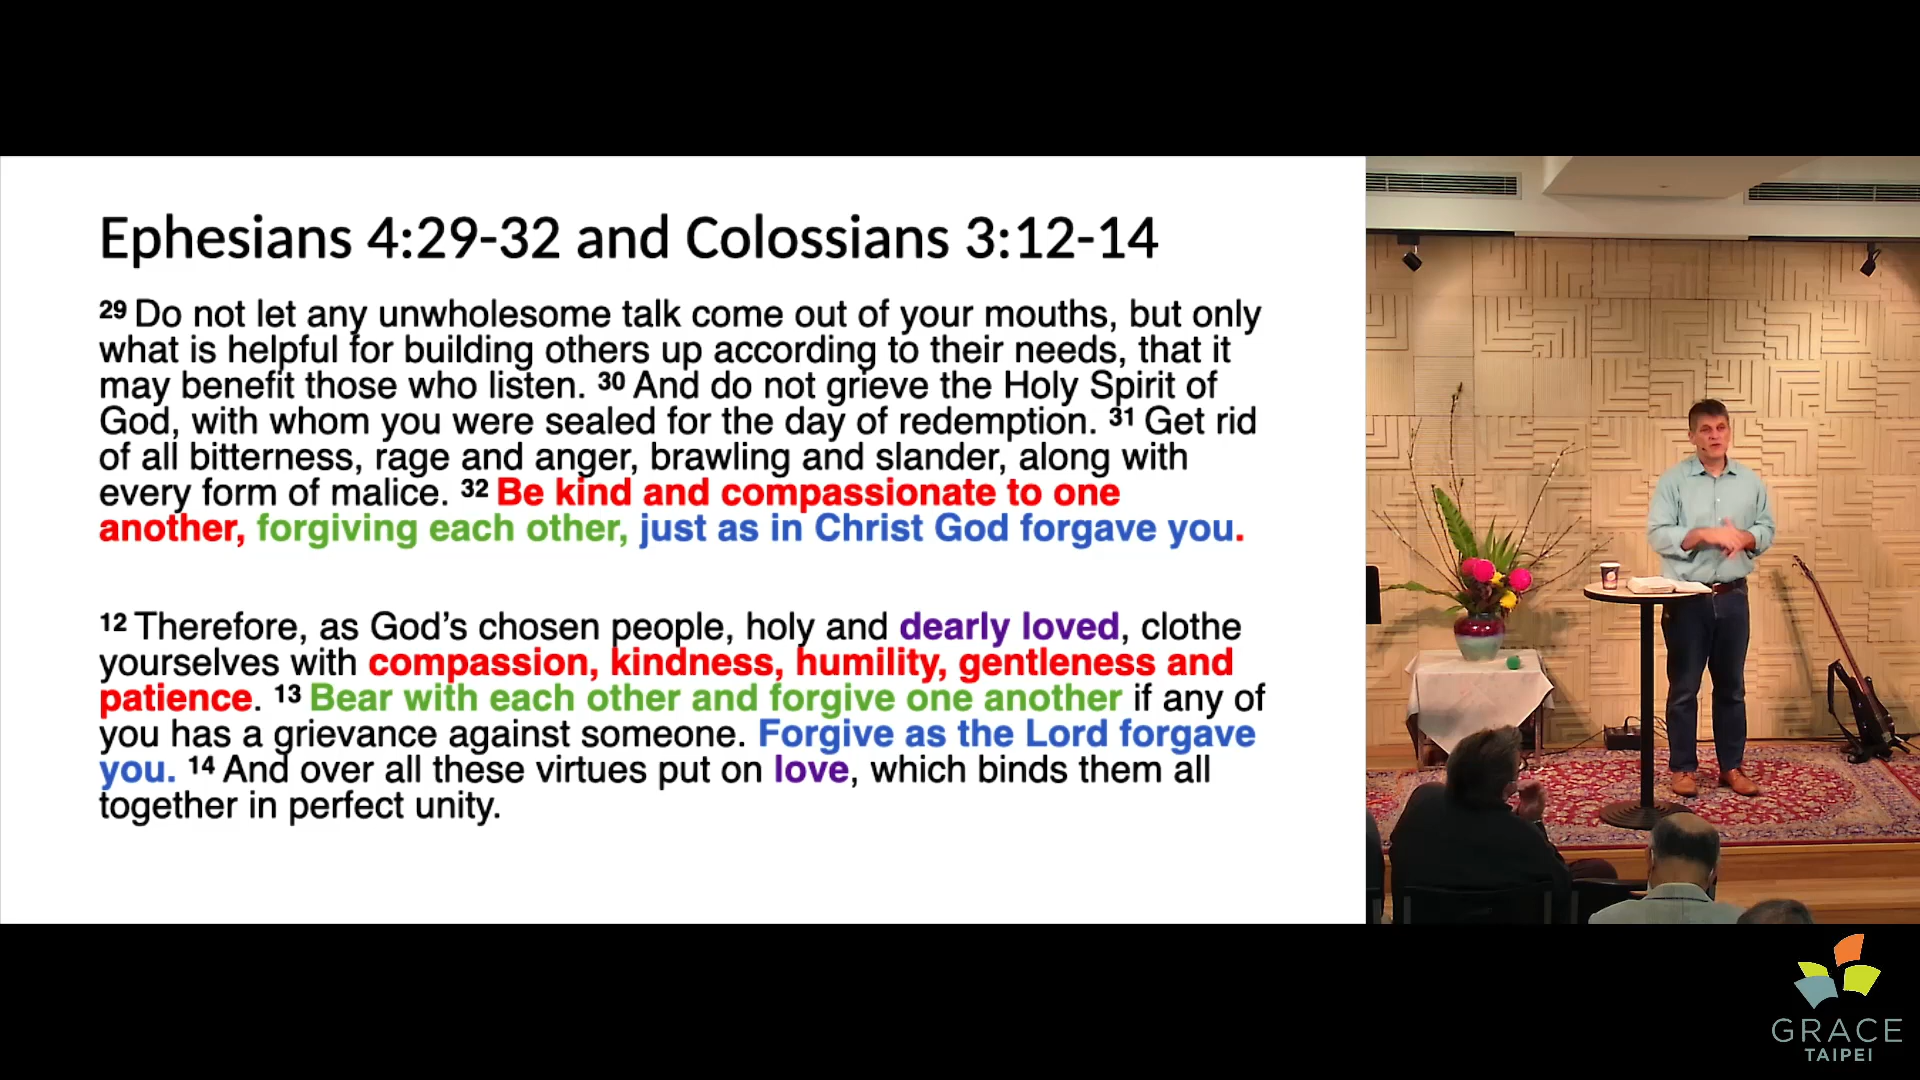 Ephesians 4:29-32 and Colossians 3:12-14
29 Do not let any unwholesome talk come out of your mouths, but only
what is helpful for building others up according to their needs, that it
may benefit those who listen. 30 And do not grieve the Holy Spirit of
God, with whom you were sealed for the day of redemption. 31 Get rid
of all bitterness, rage and anger, brawling and slander, along with
every form of malice. 32 Be kind and compassionate to one
another, forgiving each other, just as in Christ God forgave you.
12 Therefore, as God's chosen people, holy and dearly loved, clothe
yourselves with compassion, kindness, humility, gentleness and
patience. 13 Bear with each other and forgive one another if any of
you has a grievance against someone. Forgive as the Lord forgave
you. 14 And over all these virtues put on love, which binds them all
together in perfect unity.
GRACE
TAIPEI